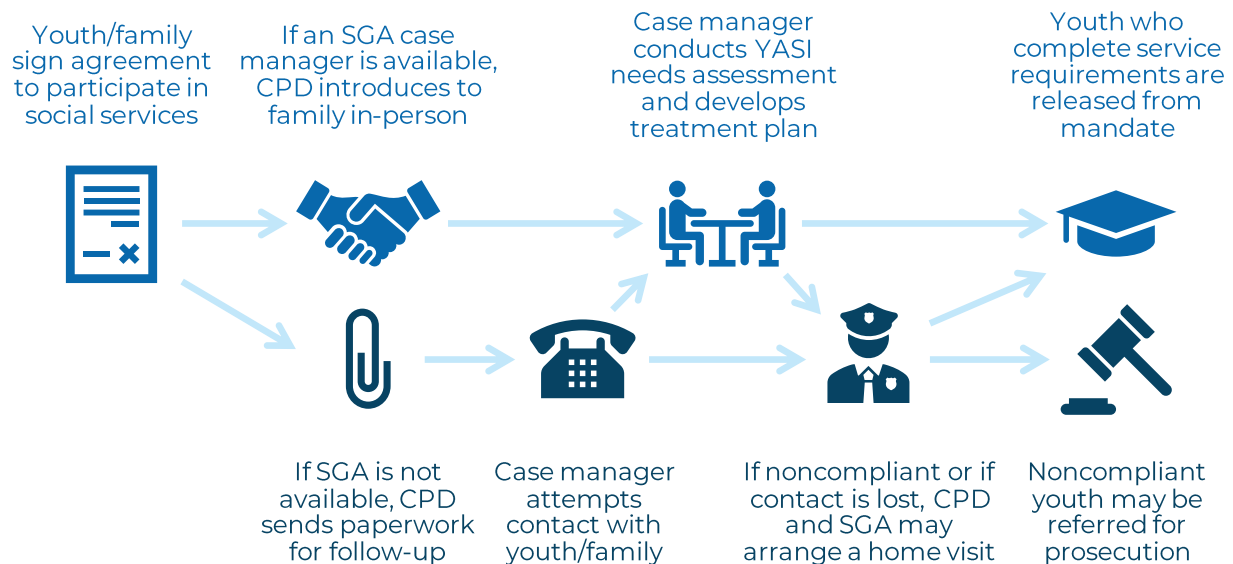 Youth/family
sign agreement
to participate in
social services
If an SGA case
manager is available,
CPD introduces to
family in-person
Case manager
conducts YASI
needs assessment
and develops
treatment plan
Youth who
complete service
requirements are
released from
mandate
If SGA is not
available, CPD
sends paperwork
for follow-up
Case manager
attempts
contact with
youth/family
If noncompliant or if
contact is lost, CPD
and SGA may
arrange a home visit
Noncompliant
youth may be
referred for
prosecution